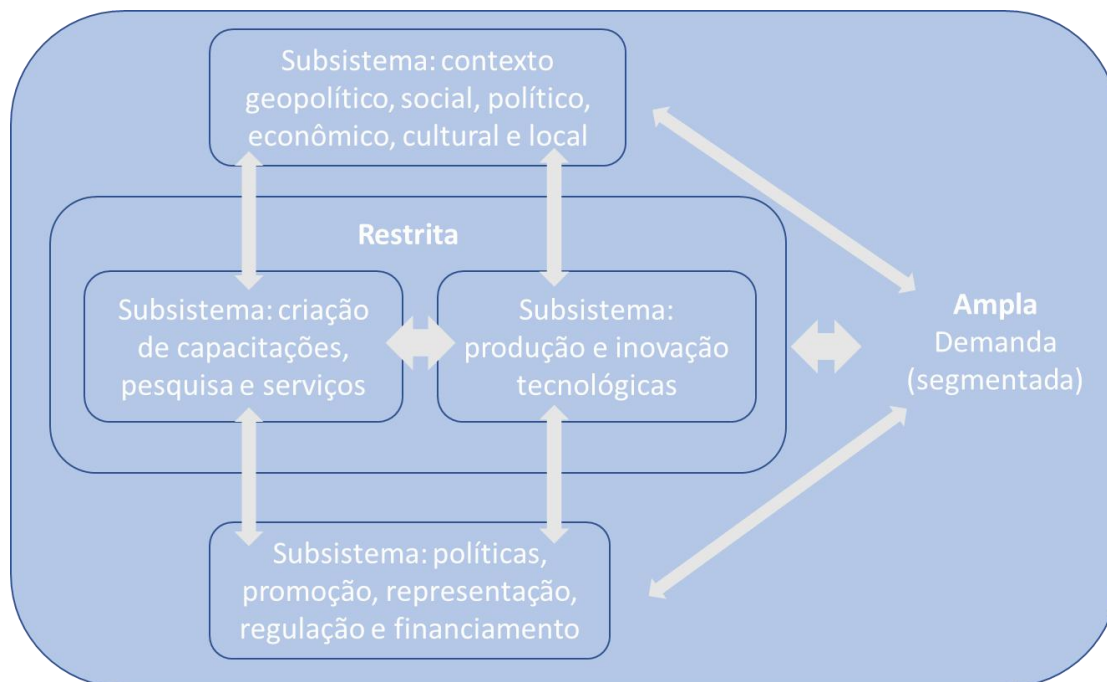 Subsistema: contexto
geopolítico, social, político,
econômico, cultural e local
Restrita
Subsistema: criação
de capacitações,
pesquisa e serviços
Subsistema:
produção e inovação
tecnológicas
Ampla
Demanda
(segmentada)
Subsistema: políticas,
promoção, representação,
regulação e financiamento